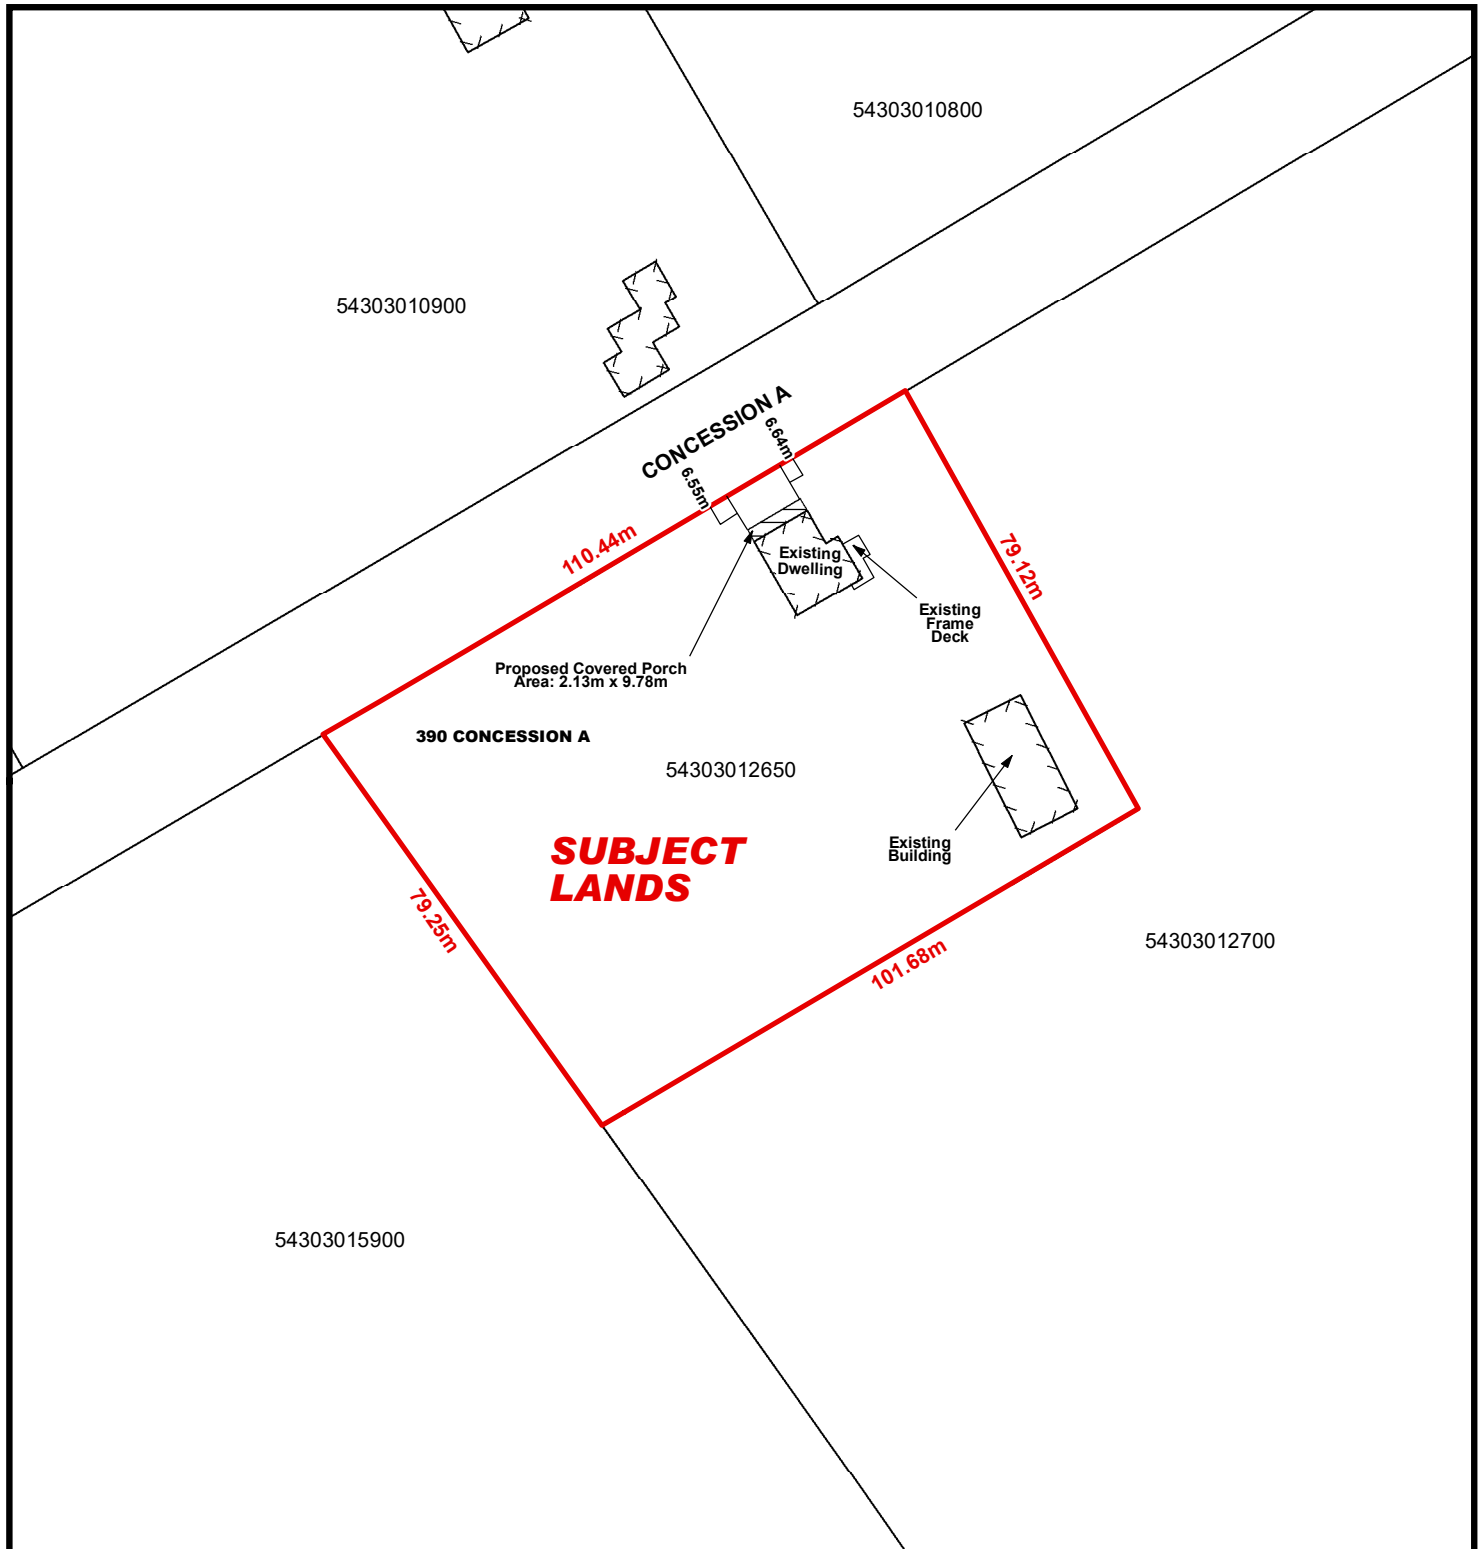 54303010800
54303010900
CONCESSION A
6.64m
6.55m
110.44m
79.12m
Existing
Dwelling
Existing
Frame
Deck
Proposed Covered Porch
Area: 2.13m x 9.78m
390 CONCESSION A
54303012650
SUBJECT
LANDS
Existing
Building
79.25m
101.68m
54303012700
54303015900